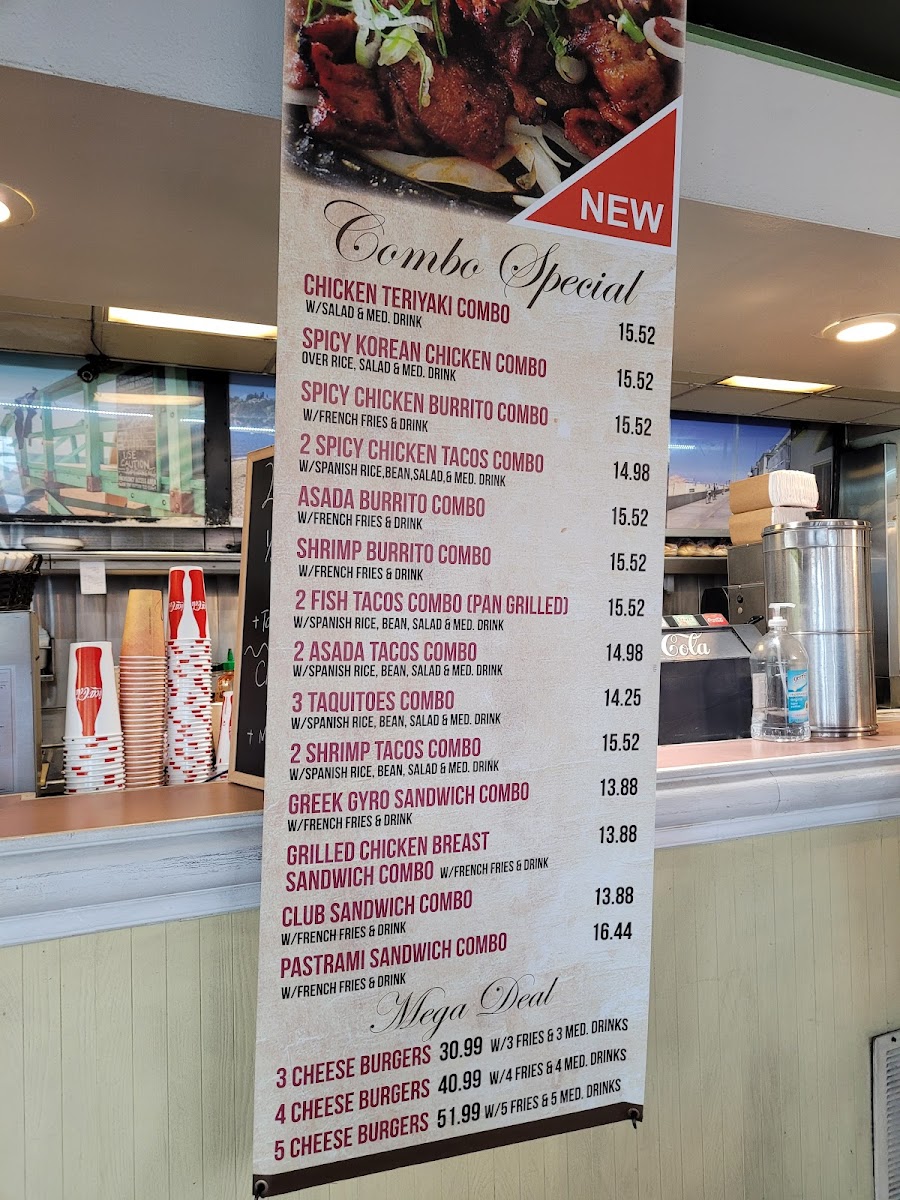 NEW
Combo Special
CHICKEN TERIYAKI COMBO 15.52
W/SALAD & MED. DRINK
SPICY KOREAN CHICKEN COMBO 15.52
OVER RICE, SALAD & MED. DRINK
SPICY CHICKEN BURRITO COMBO 15.52
W/FRENCH FRIES & DRINK
2 SPICY CHICKEN TACOS COMBO 14.98
W/SPANISH RICE,BEAN,SALAD,& MED. DRINK
ASADA BURRITO COMBO 15.52
W/FRENCH FRIES & DRINK
SHRIMP BURRITO COMBO 15.52
W/FRENCH FRIES & DRINK
2 FISH TACOS COMBO (PAN GRILLED) 15.52
W/SPANISH RICE, BEAN, SALAD & MED. DRINK
2 ASADA TACOS COMBO 14.98
W/SPANISH RICE, BEAN, SALAD & MED. DRINK
3 TAQUITOES COMBO 14.25
W/SPANISH RICE, BEAN, SALAD & MED. DRINK
2 SHRIMP TACOS COMBO 15.52
W/SPANISH RICE, BEAN, SALAD & MED. DRINK
GREEK GYRO SANDWICH COMBO 13.88
W/FRENCH FRIES & DRINK
GRILLED CHICKEN BREAST 13.88
SANDWICH COMBO W/FRENCH FRIES & DRINK
CLUB SANDWICH COMBO 13.88
W/FRENCH FRIES & DRINK
PASTRAMI SANDWICH COMBO 16.44
W/FRENCH FRIES & DRINK
Mega Deal
3 CHEESE BURGERS 30.99 W/3 FRIES & 3 MED. DRINKS
4 CHEESE BURGERS 40.99 W/4 FRIES & 4 MED. DRINKS
5 CHEESE BURGERS 51.99 W/5 FRIES & 5 MED. DRINKS
USE
CAUTION
Coca-Cola
Cola